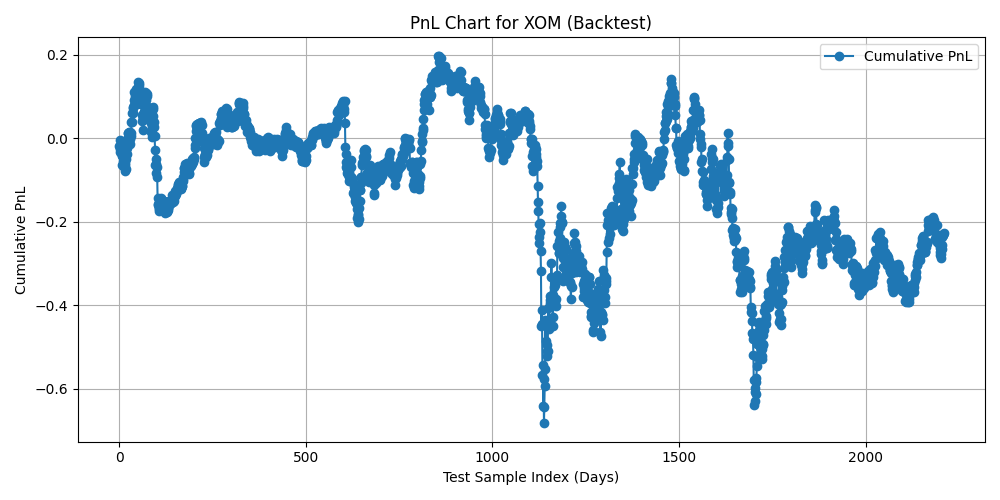 PnL Chart for XOM (Backtest)
Cumulative PnL
0.2
0.0
−0.2
−0.4
−0.6
Cumulative PnL
0
500
1000
1500
2000
Test Sample Index (Days)